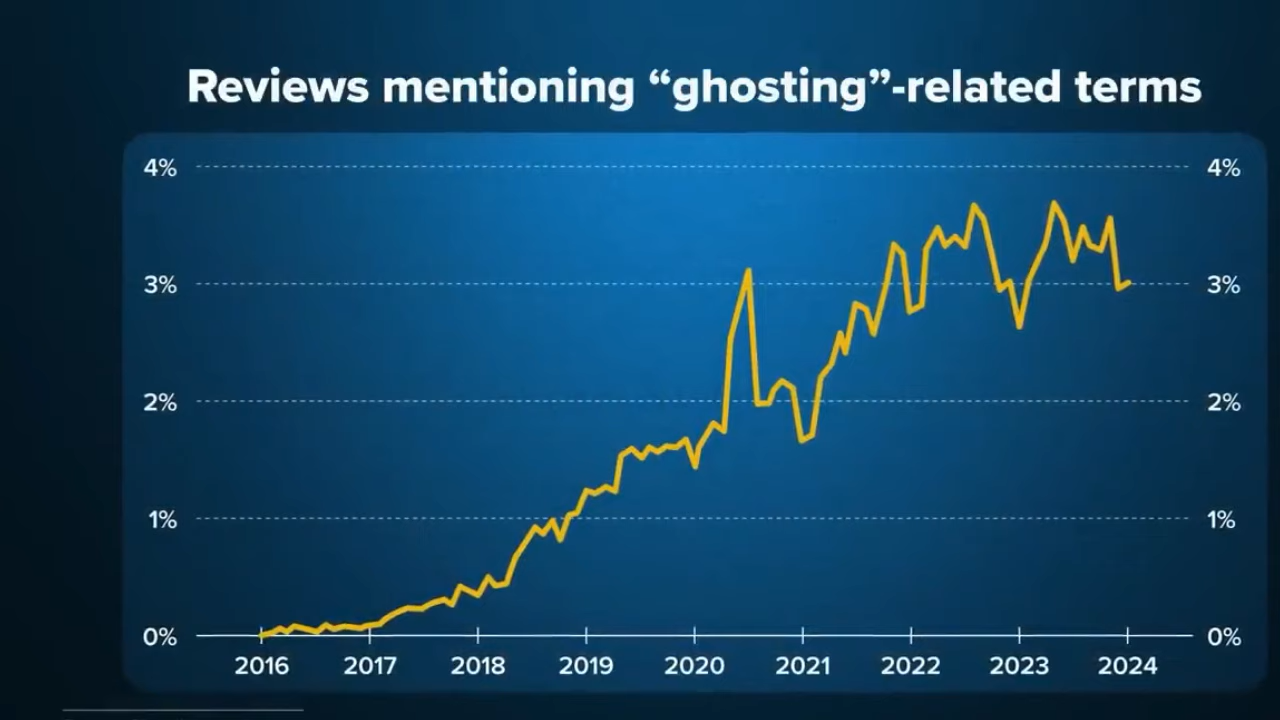 Reviews mentioning “ghosting”-related terms
4% 4%
3% 3%
2% 2%
1% 1%
0% 0%
2016 2017 2018 2019 2020 2021 2022 2023 2024